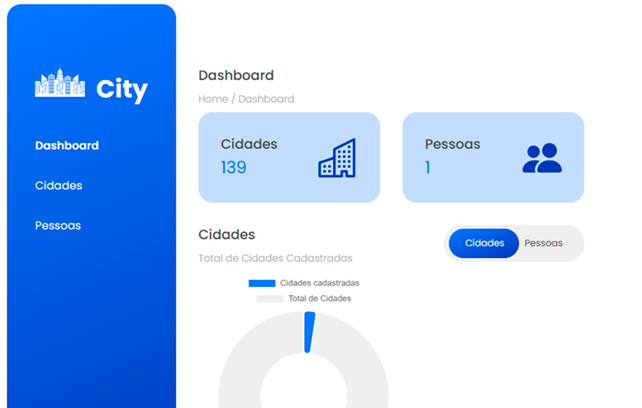 City
Dashboard
Cidades
Pessoas
Dashboard
Home / Dashboard
Cidades
139
Pessoas
1
Cidades
Total de Cidades Cadastradas
Cidades Pessoas
Cidades cadastradas
Total de Cidades